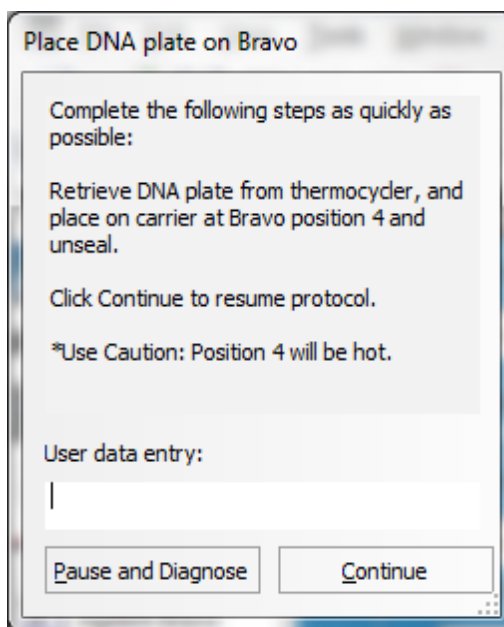 Place DNA plate on Bravo
Complete the following steps as quickly as
possible:
Retrieve DNA plate from thermocycler, and
place on carrier at Bravo position 4 and
unseal.
Click Continue to resume protocol.
*Use Caution: Position 4 will be hot.
User data entry:
Pause and Diagnose
Continue